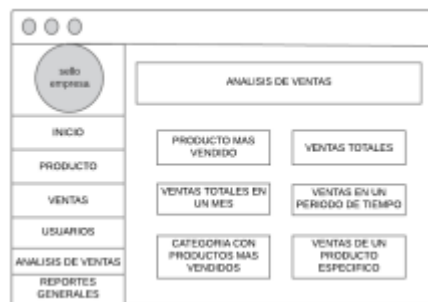 sello
empresa
INICIO
PRODUCTO
VENTAS
USUARIOS
ANALISIS DE VENTAS
REPORTES
GENERALES
ANALISIS DE VENTAS
PRODUCTO MAS
VENDIDO
VENTAS TOTALES
VENTAS TOTALES EN
UN MES
VENTAS EN UN
PERIODO DE TIEMPO
CATEGORIA CON
PRODUCTOS MAS
VENDIDOS
VENTAS DE UN
PRODUCTO
ESPECIFICO